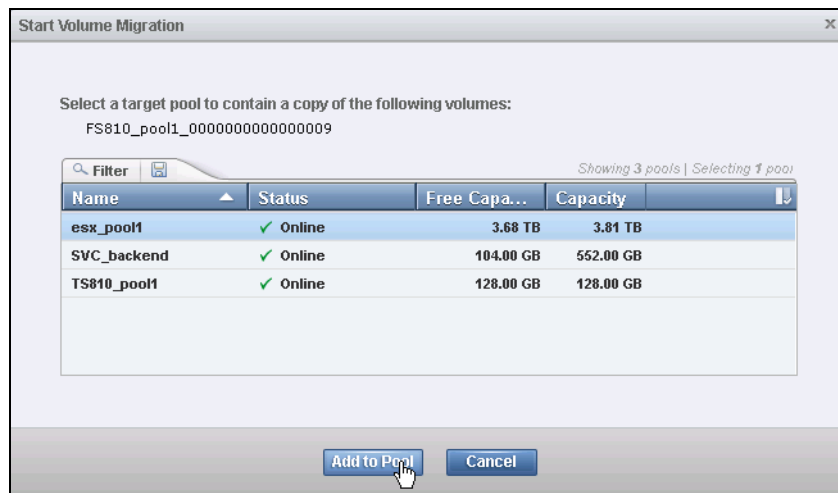 Start Volume Migration x
Select a target pool to contain a copy of the following volumes:
FS810_pool1_0000000000000009
Filter
Showing 3 pools | Selecting 1 pool
Name Status Free Capa... Capacity
esx_pool1 Online 3.68 TB 3.81 TB
SVC_backend Online 104.00 GB 552.00 GB
TS810_pool1 Online 128.00 GB 128.00 GB
Add to Pool Cancel